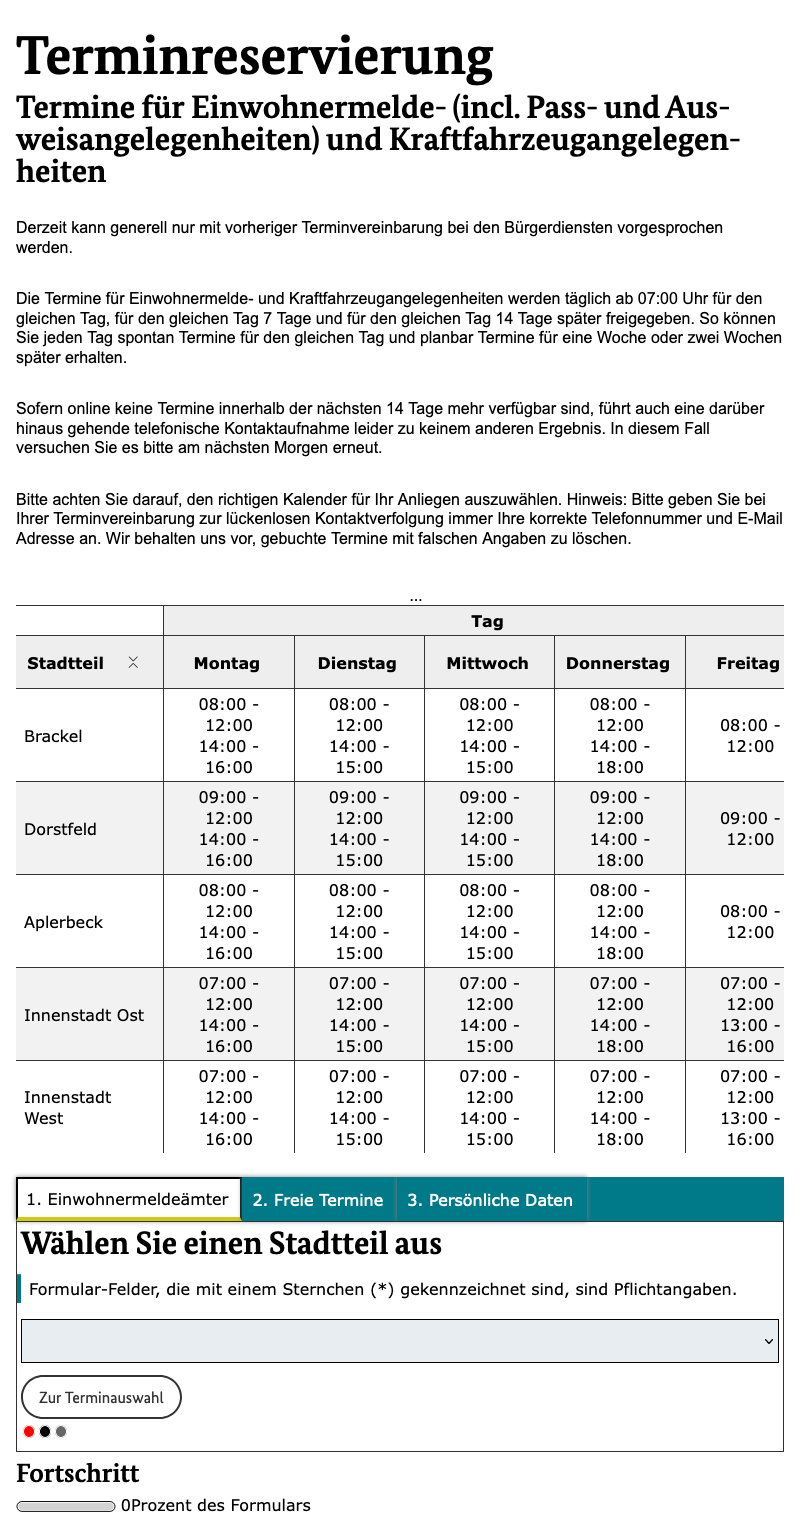 Terminreservierung
Termine für Einwohnermelde- (incl. Pass- und Aus-
weisangelegenheiten) und Kraftfahrzeugangelegen-
heiten
Derzeit kann generell nur mit vorheriger Terminvereinbarung bei den Bürgerdiensten vorgesprochen
werden.
Die Termine für Einwohnermelde- und Kraftfahrzeugangelegenheiten werden täglich ab 07:00 Uhr für den
gleichen Tag, für den gleichen Tag 7 Tage und für den gleichen Tag 14 Tage später freigegeben. So können
Sie jeden Tag spontan Termine für den gleichen Tag und planbar Termine für eine Woche oder zwei Wochen
später erhalten.
Sofern online keine Termine innerhalb der nächsten 14 Tage mehr verfügbar sind, führt auch eine darüber
hinaus gehende telefonische Kontaktaufnahme leider zu keinem anderen Ergebnis. In diesem Fall
versuchen Sie es bitte am nächsten Morgen erneut.
Bitte achten Sie darauf, den richtigen Kalender für Ihr Anliegen auszuwählen. Hinweis: Bitte geben Sie bei
Ihrer Terminvereinbarung zur lückenlosen Kontaktverfolgung immer Ihre korrekte Telefonnummer und E-Mail
Adresse an. Wir behalten uns vor, gebuchte Termine mit falschen Angaben zu löschen.
...
Tag
Stadtteil Montag Dienstag Mittwoch Donnerstag Freitag
08:00 - 08:00 - 08:00 - 08:00 -
Brackel 12:00 12:00 12:00 12:00 08:00 -
14:00 - 14:00 - 14:00 - 14:00 - 12:00
16:00 15:00 15:00 18:00
09:00 - 09:00 - 09:00 - 09:00 -
Dorstfeld 12:00 12:00 12:00 12:00 09:00 -
14:00 - 14:00 - 14:00 - 14:00 - 12:00
16:00 15:00 15:00 18:00
08:00 - 08:00 - 08:00 - 08:00 -
Aplerbeck 12:00 12:00 12:00 12:00 08:00 -
14:00 - 14:00 - 14:00 - 14:00 - 12:00
16:00 15:00 15:00 18:00
07:00 - 07:00 - 07:00 - 07:00 - 07:00 -
Innenstadt Ost 12:00 12:00 12:00 12:00 12:00
14:00 - 14:00 - 14:00 - 14:00 - 13:00 -
16:00 15:00 15:00 18:00 16:00
07:00 - 07:00 - 07:00 - 07:00 - 07:00 -
Innenstadt 12:00 12:00 12:00 12:00 12:00
West 14:00 - 14:00 - 14:00 - 14:00 - 13:00 -
16:00 15:00 15:00 18:00 16:00
1. Einwohnermeldeämter 2. Freie Termine 3. Persönliche Daten
Wählen Sie einen Stadtteil aus
Formular-Felder, die mit einem Sternchen (*) gekennzeichnet sind, sind Pflichtangaben.
Zur Terminauswahl
Fortschritt
0Prozent des Formulars